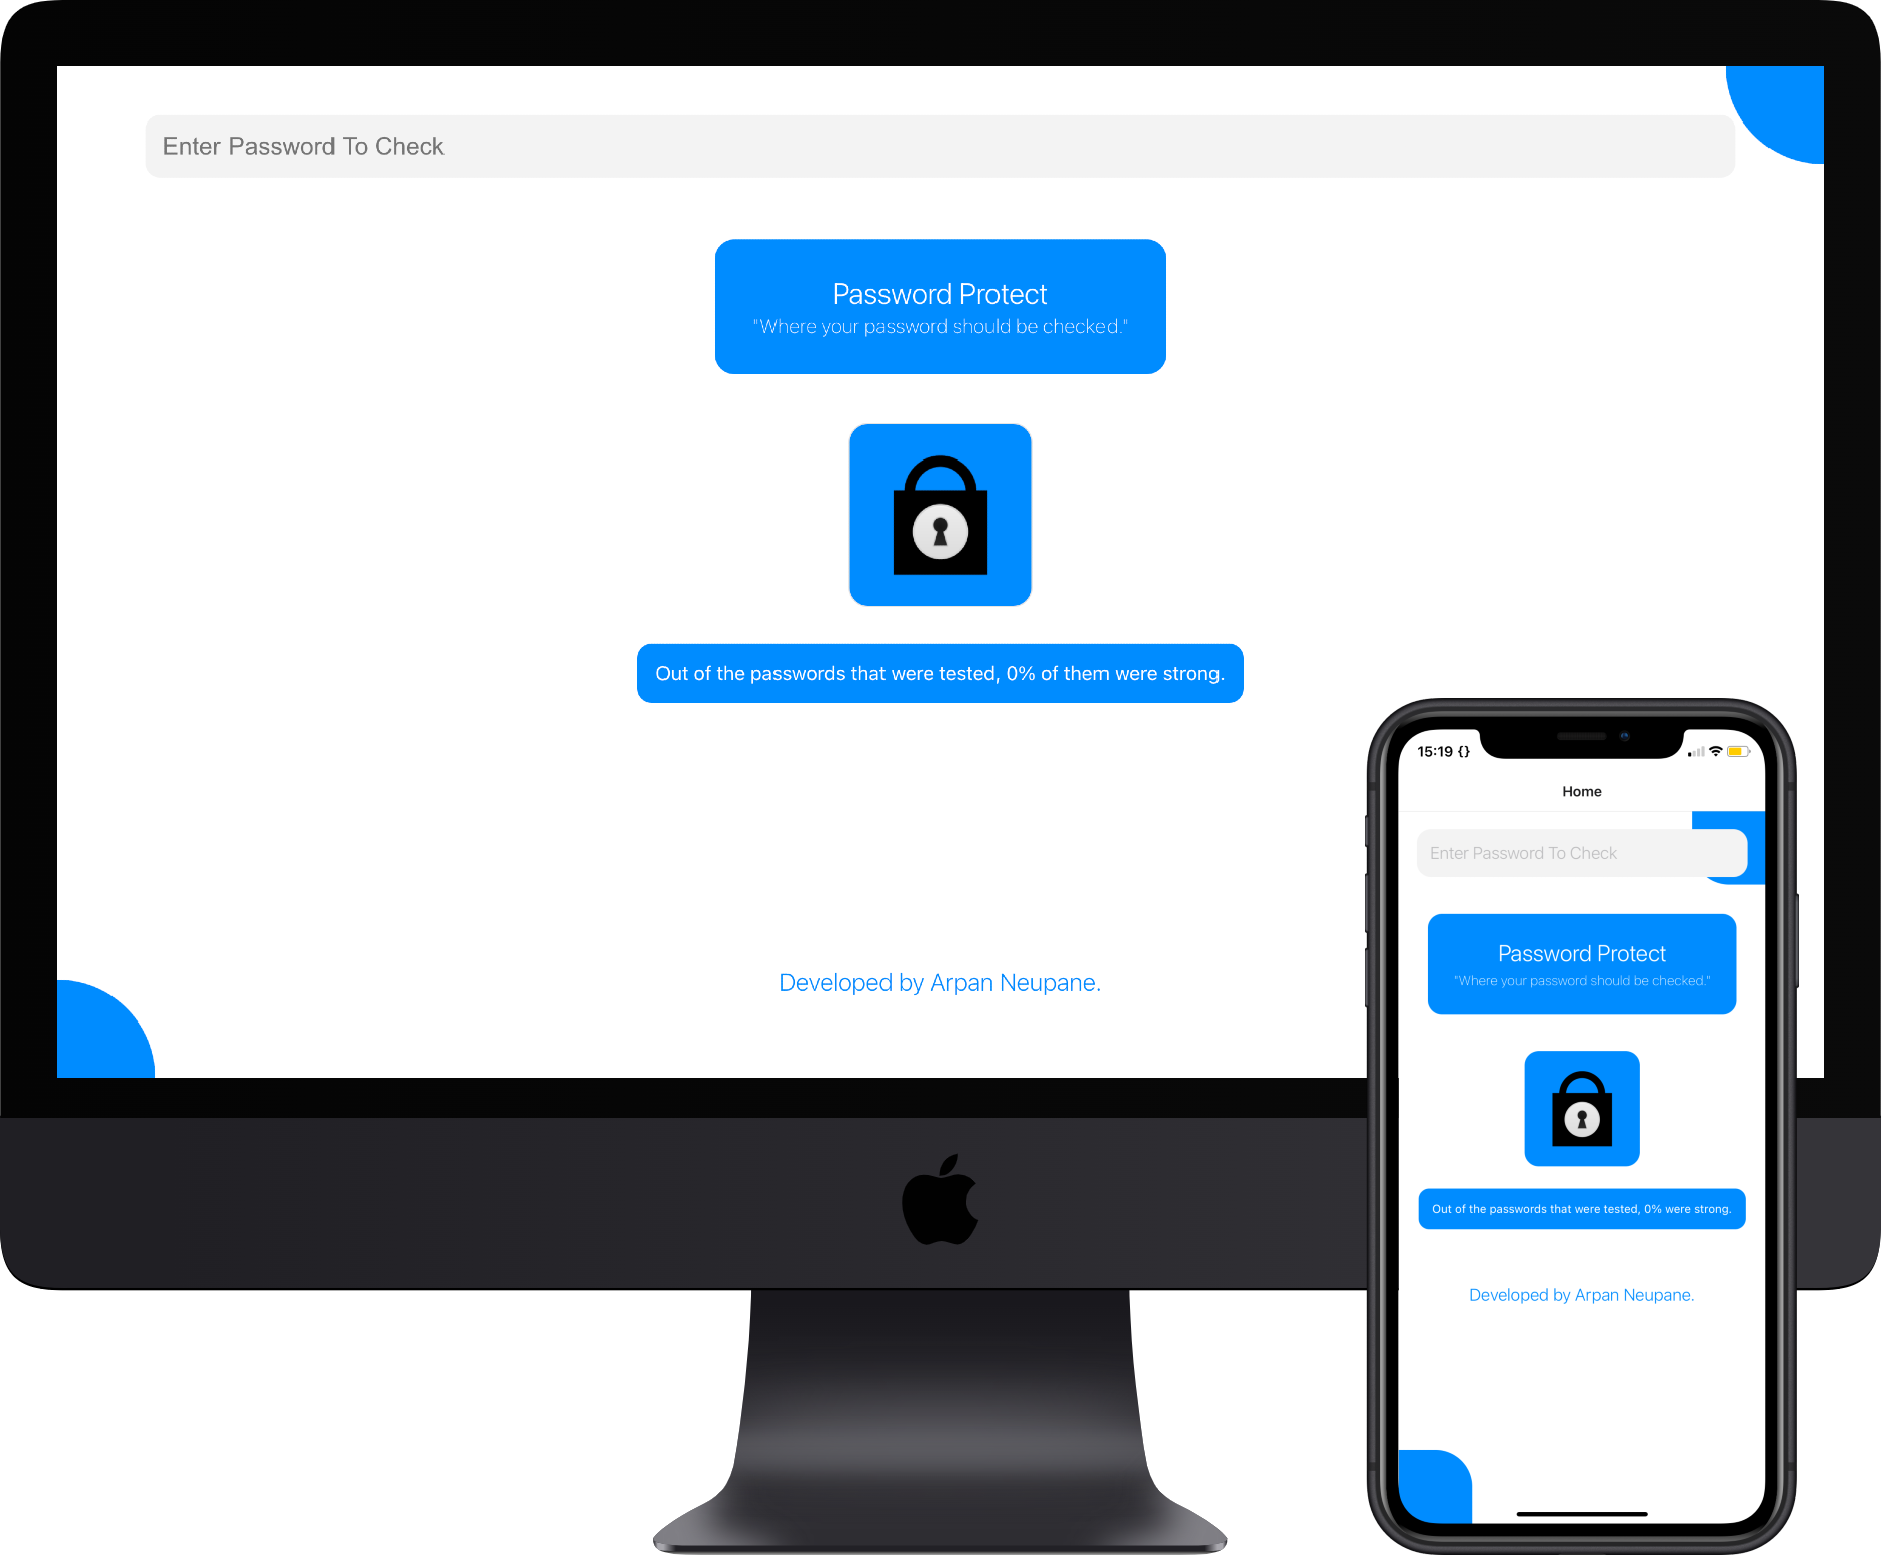 Enter Password To Check
Password Protect
"Where your password should be checked."
Out of the passwords that were tested, 0% of them were strong.
Developed by Arpan Neupane.
15:19 {}
Home
Enter Password To Check
Password Protect
"Where your password should be checked."
Out of the passwords that were tested, 0% were strong.
Developed by Arpan Neupane.